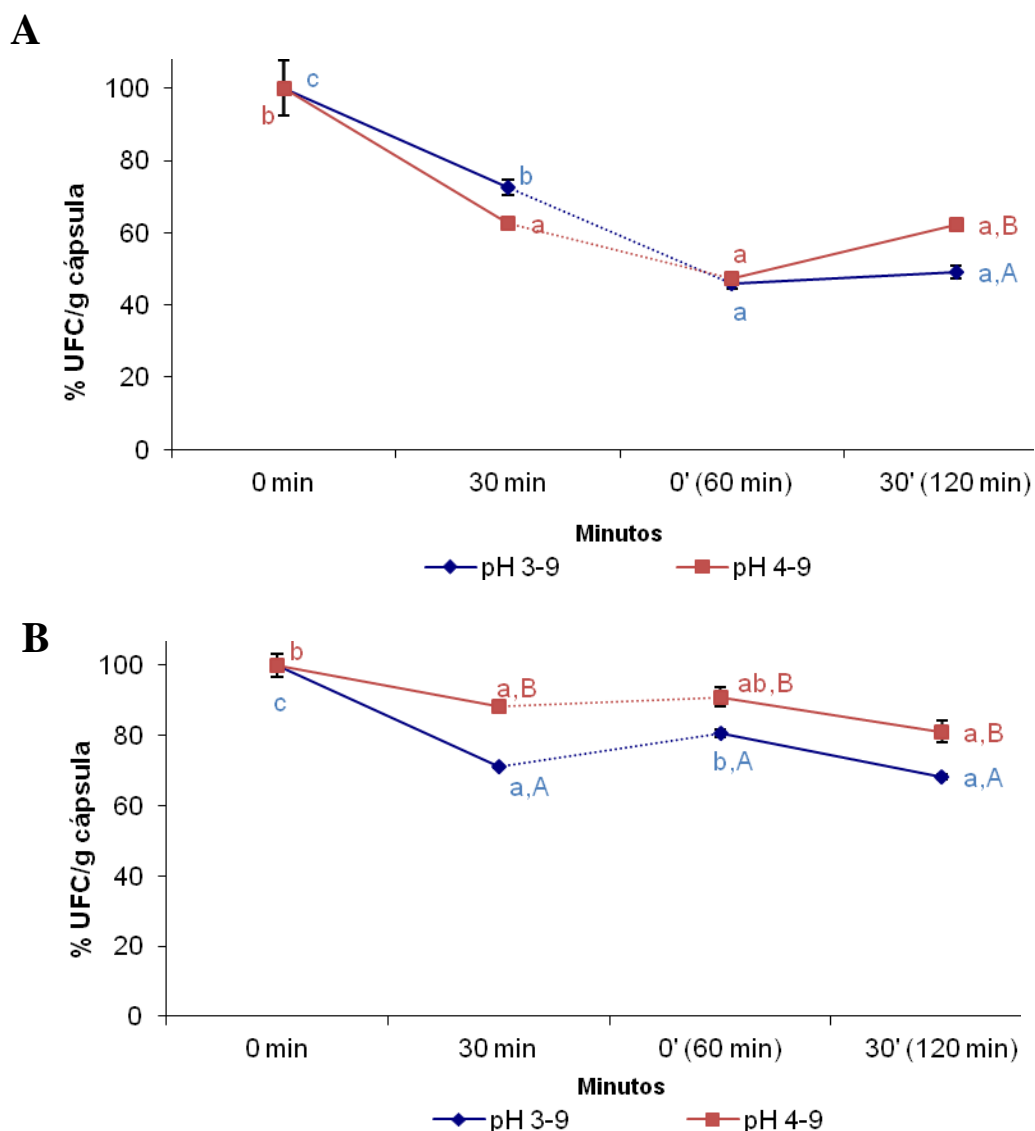 A
% UFC/g cápsula
100
80
60
40
20
0
c
b
b
a
a
a
a,B
a,A
0 min
30 min
0' (60 min)
30' (120 min)
Minutos
pH 3-9
pH 4-9
B
% UFC/g cápsula
100
80
60
40
20
0
b
c
a,B
a,A
ab,B
b,A
a,B
a,A
0 min
30 min
0' (60 min)
30' (120 min)
Minutos
pH 3-9
pH 4-9